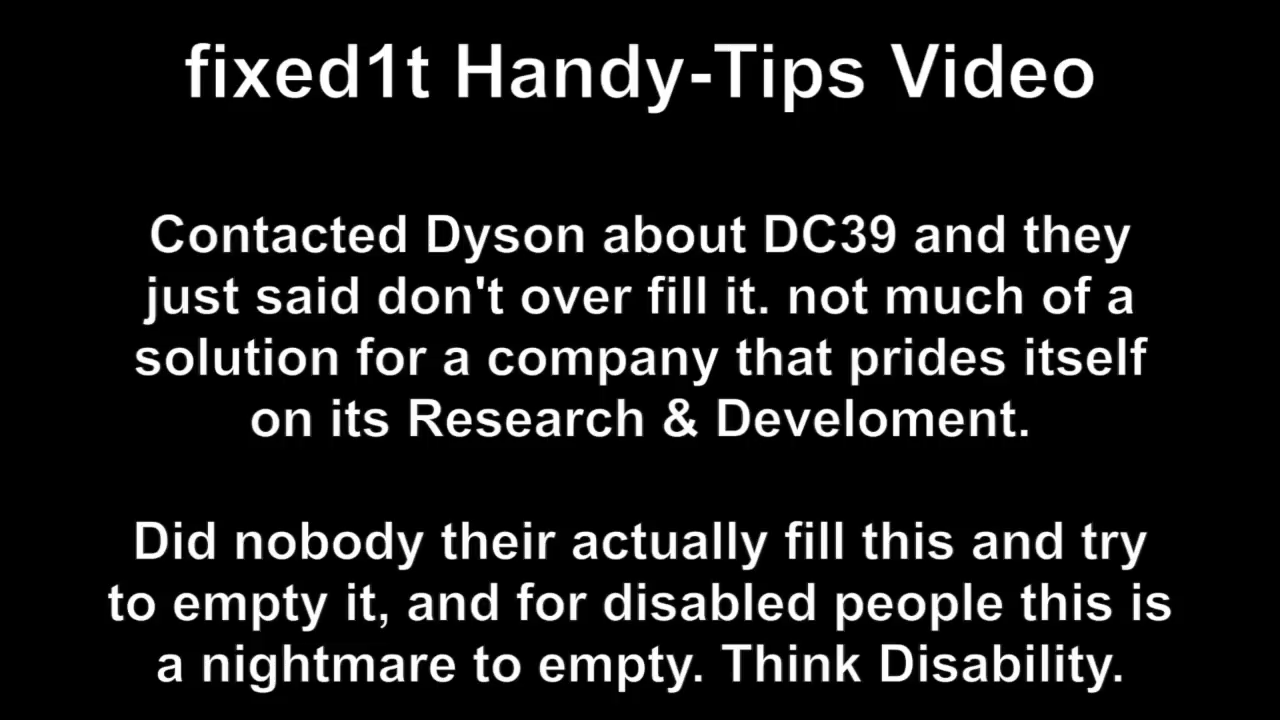 fixed1t Handy-Tips Video
Contacted Dyson about DC39 and they
just said don't over fill it. not much of a
solution for a company that prides itself
on its Research & Develoment.
Did nobody their actually fill this and try
to empty it, and for disabled people this is
a nightmare to empty. Think Disability.